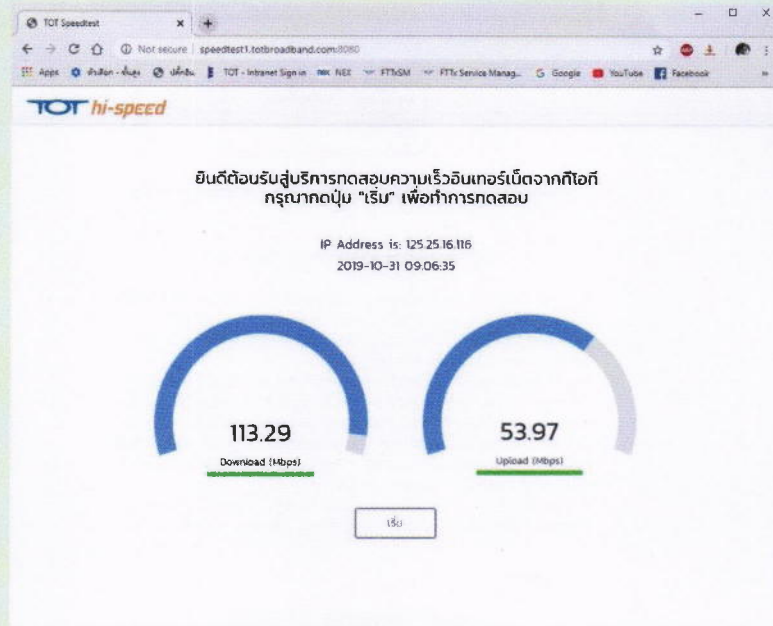 TOT Speedtest
Not secure speedtest1.totbroadband.com:8080
Apps TOT - Intranet Sign in NEX FTTxSM FTTx Service Manag... Google YouTube Facebook »
TOT hi-speed
ยินดีต้อนรับสู่บริการทดสอบความเร็วอินเทอร์เน็ตจากทีโอที
กรุณากดปุ่ม "เริ่ม" เพื่อทำการทดสอบ
IP Address is: 125.25.16.116
2019-10-31 09:06:35
113.29
Download (Mbps)
53.97
Upload (Mbps)
เริ่ม